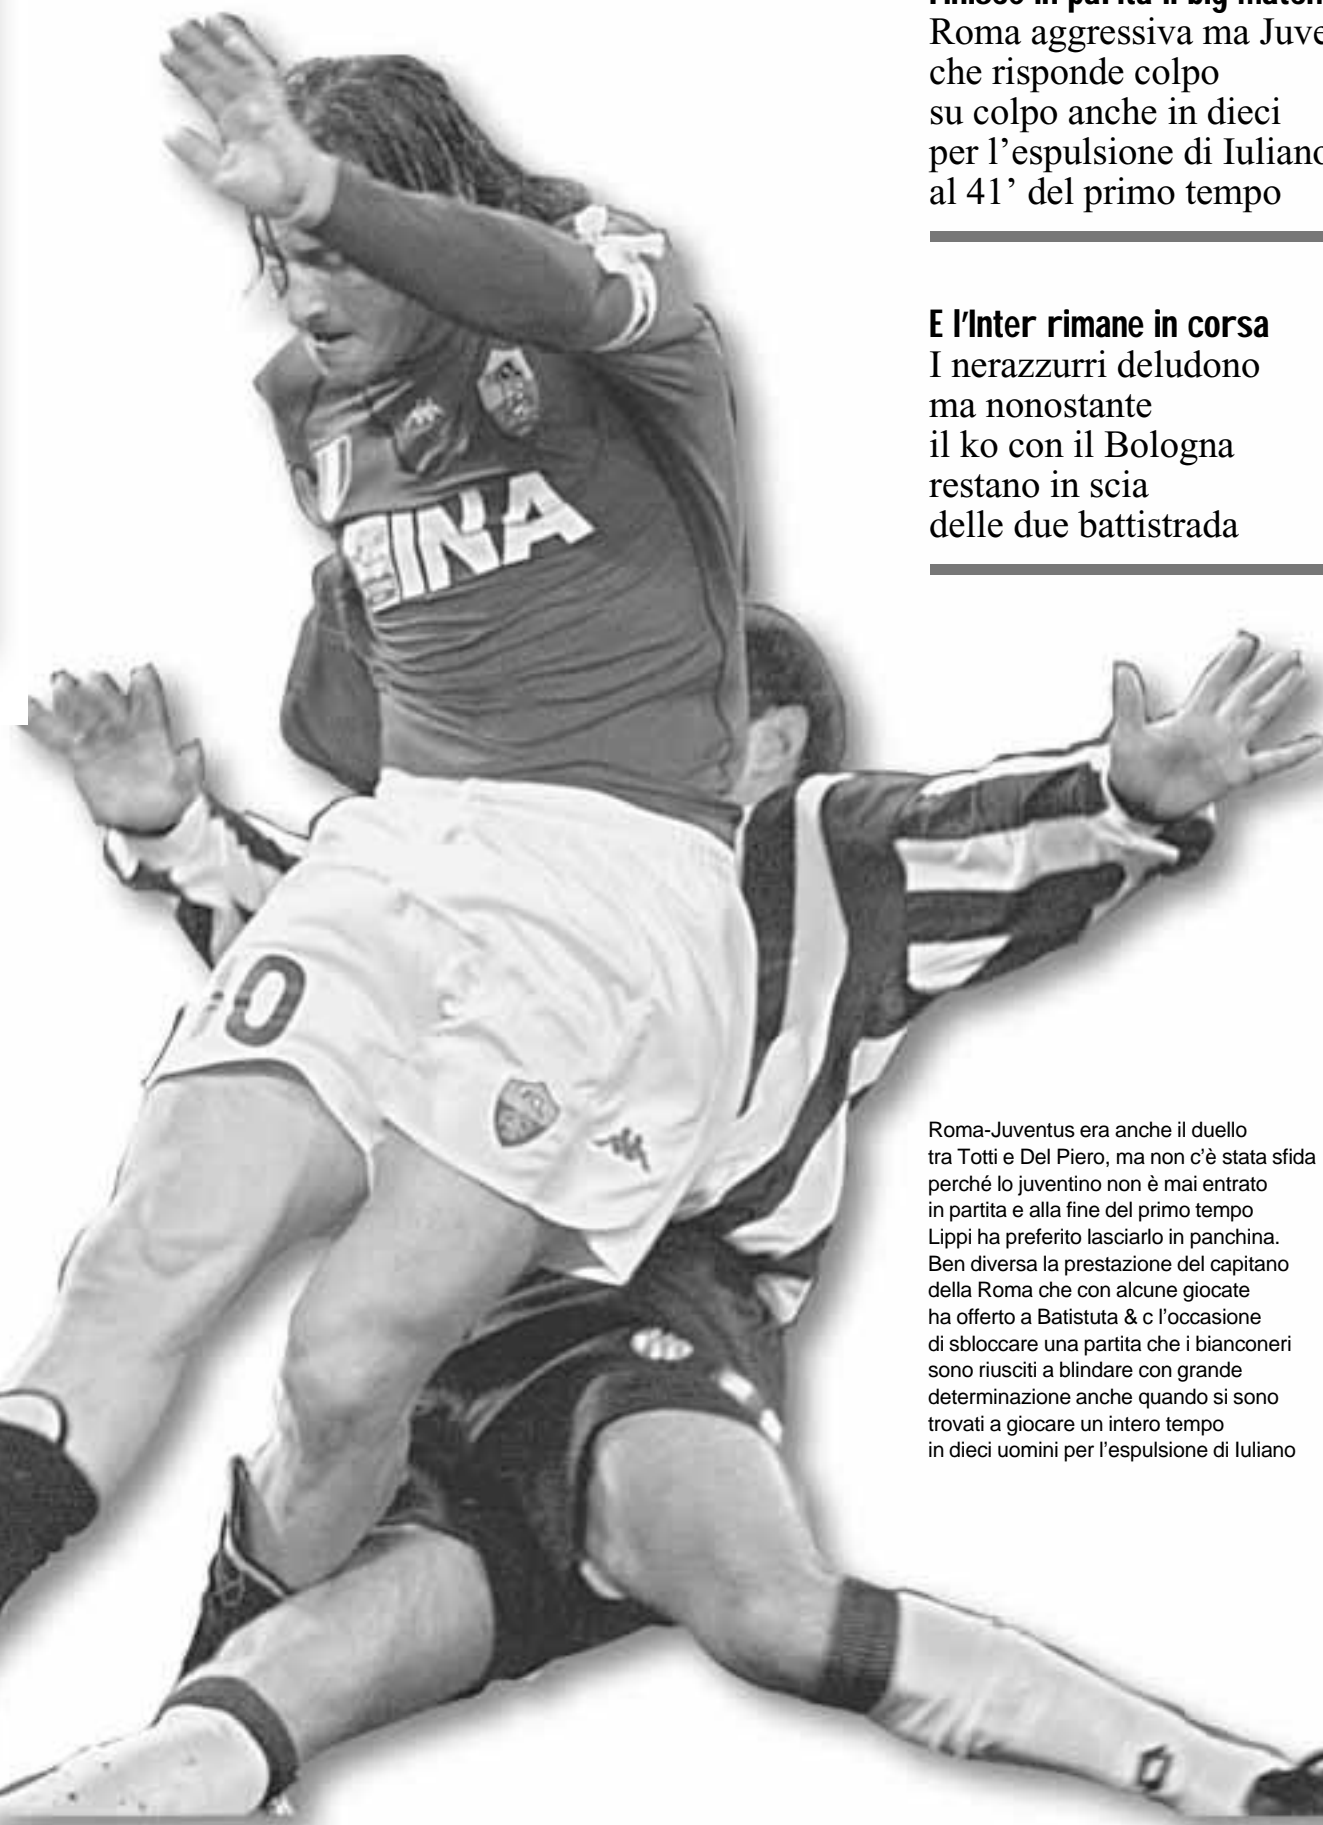 Roma aggressiva ma Juve
che risponde colpo
su colpo anche in dieci
per l’espulsione di Iuliano
al 41’ del primo tempo
E l’Inter rimane in corsa
I nerazzurri deludono
ma nonostante
il ko con il Bologna
restano in scia
delle due battistrada
INA
10
Roma-Juventus era anche il duello
tra Totti e Del Piero, ma non c’è stata sfida
perché lo juventino non è mai entrato
in partita e alla fine del primo tempo
Lippi ha preferito lasciarlo in panchina.
Ben diversa la prestazione del capitano
della Roma che con alcune giocate
ha offerto a Batistuta & c l’occasione
di sbloccare una partita che i bianconeri
sono riusciti a blindare con grande
determinazione anche quando si sono
trovati a giocare un intero tempo
in dieci uomini per l’espulsione di Iuliano